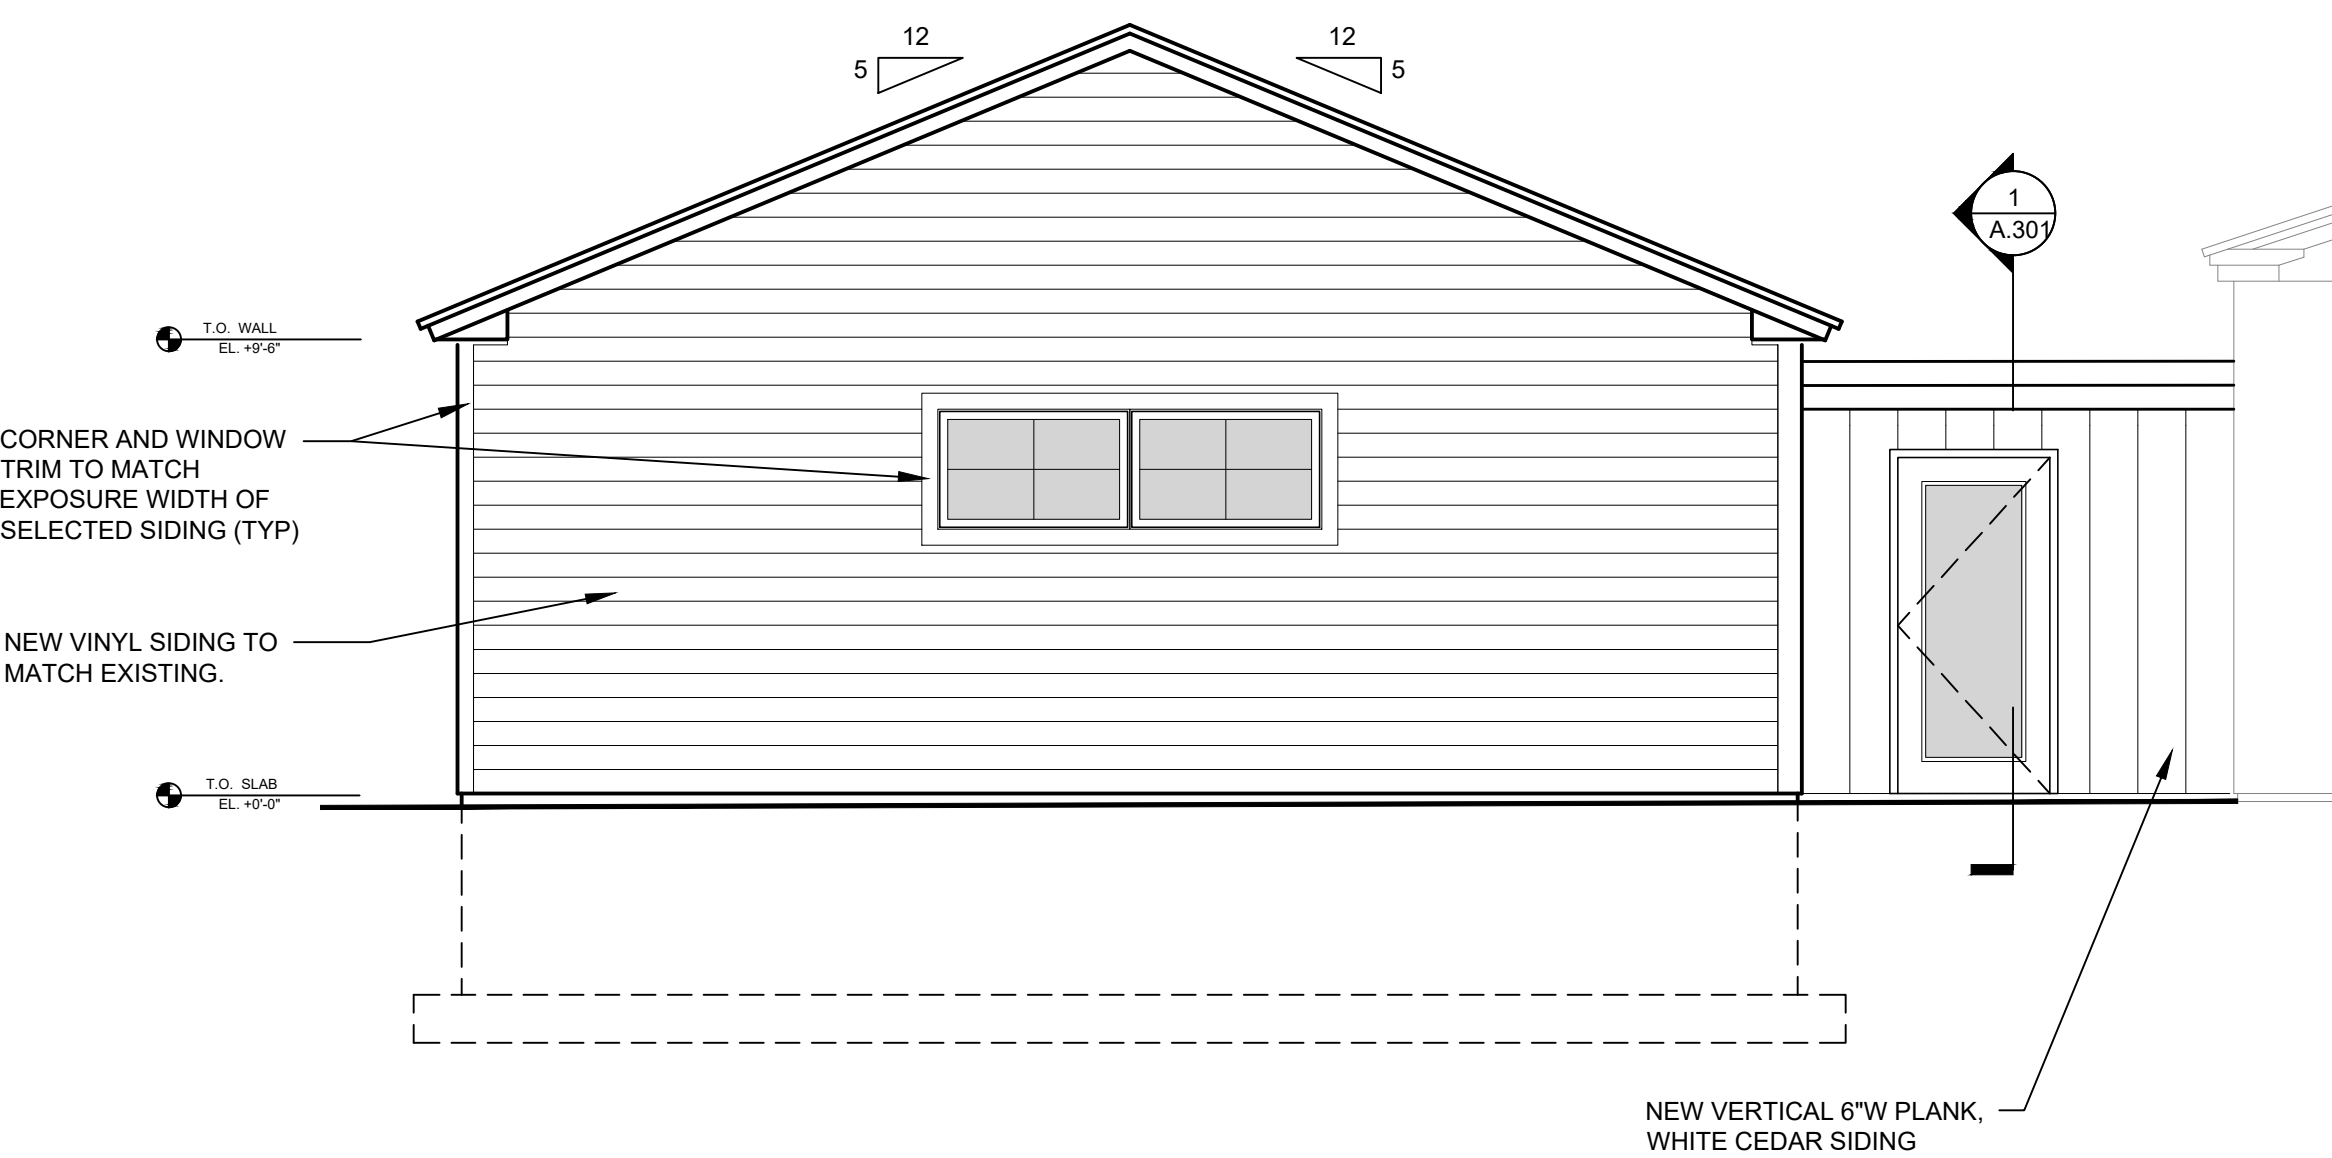 12
5
12
5
1
A.301
T.O. WALL
EL. +9'-6"
CORNER AND WINDOW
TRIM TO MATCH
EXPOSURE WIDTH OF
SELECTED SIDING (TYP)
NEW VINYL SIDING TO
MATCH EXISTING.
T.O. SLAB
EL. +0'-0"
NEW VERTICAL 6"W PLANK,
WHITE CEDAR SIDING